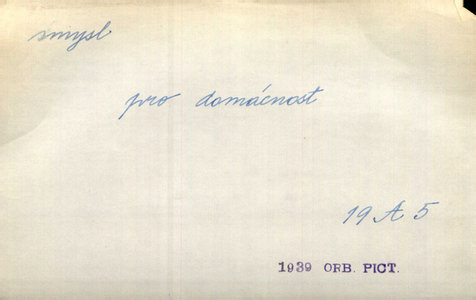 smysl
pro domácnost
19 A 5
1939 ORB. PICT.